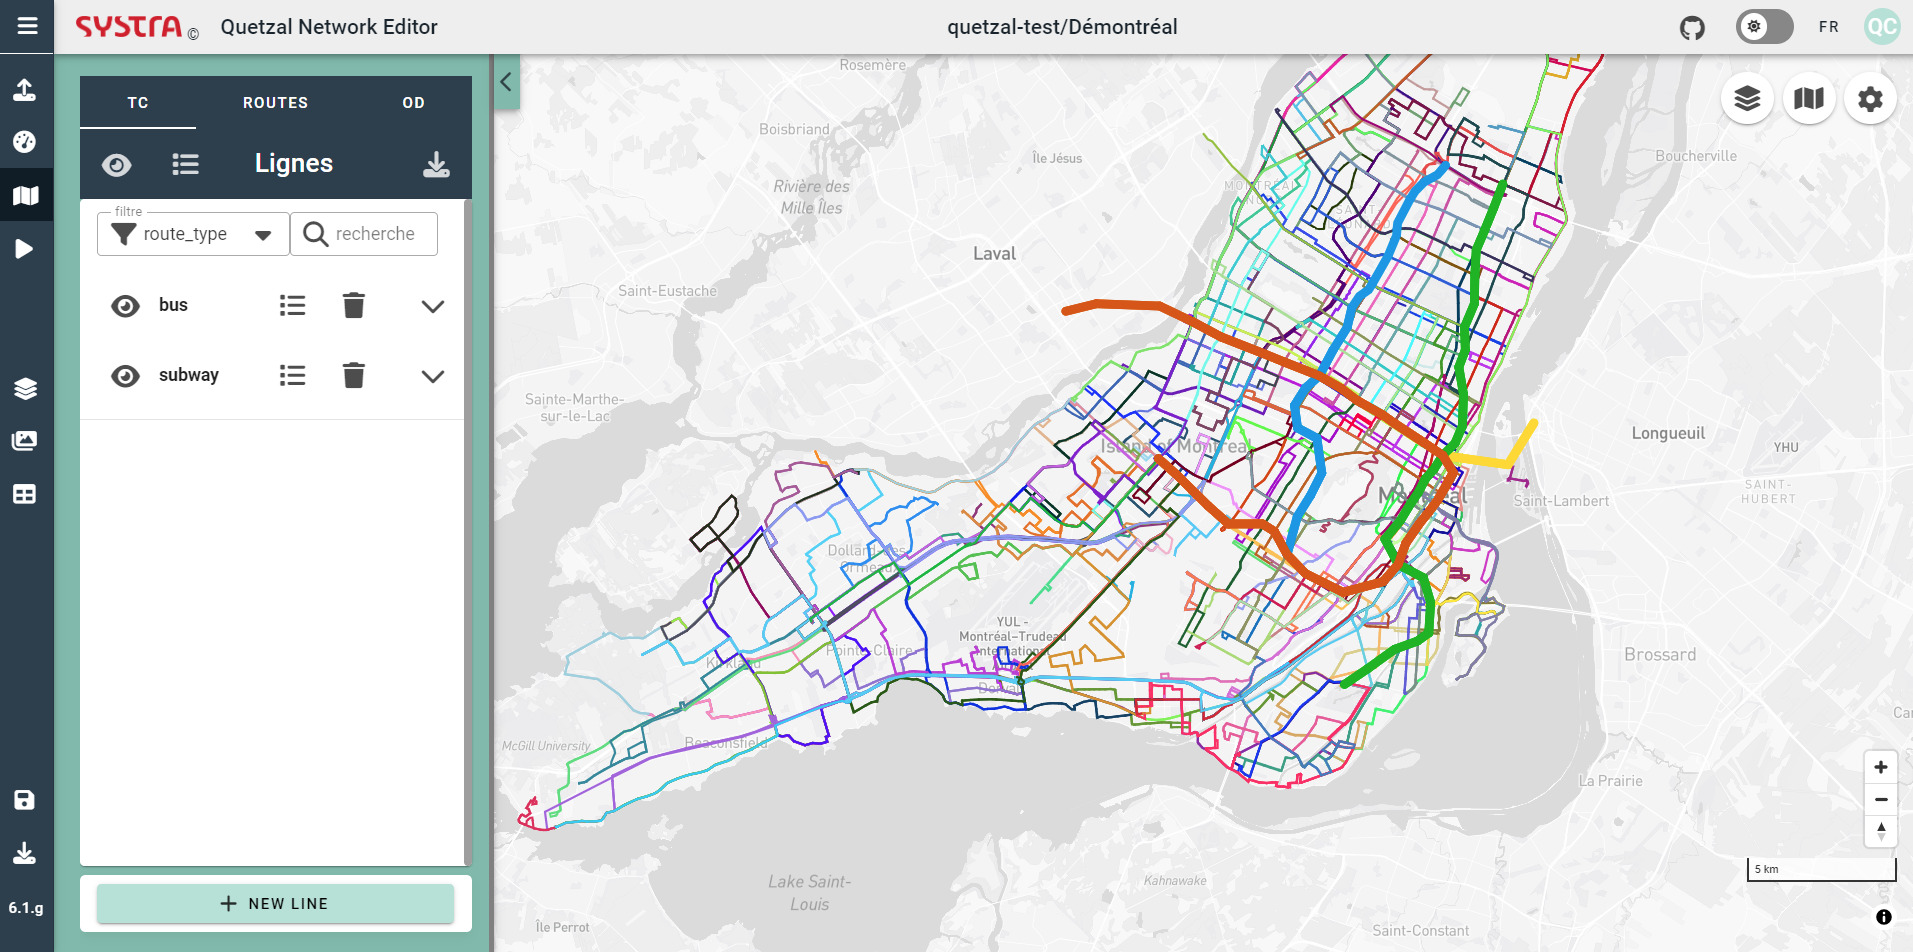 SYSTRA ©
Quetzal Network Editor
quetzal-test/Démontréal
FR
QC
TC
ROUTES
OD
Lignes
filtre
route_type
recherche
bus
subway
NEW LINE
6.1.g
Rosemère
Boisbriand
Île Jésus
Rivière des
Mille Îles
Laval
Saint-Eustache
Sainte-Marthe-
sur-le-Lac
Boucherville
Island of Montreal
Longueuil
YHU
SAINT-
HUBERT
Montréal
Saint-Lambert
Dollard-des-
Ormeaux
YUL -
Montréal–Trudeau
International
Kirkland
Pointe-Claire
Dorval
Brossard
McGill University
Beaconsfield
La Prairie
Lake Saint-
Louis
Kahnawake
Île Perrot
Saint-Constant
5 km